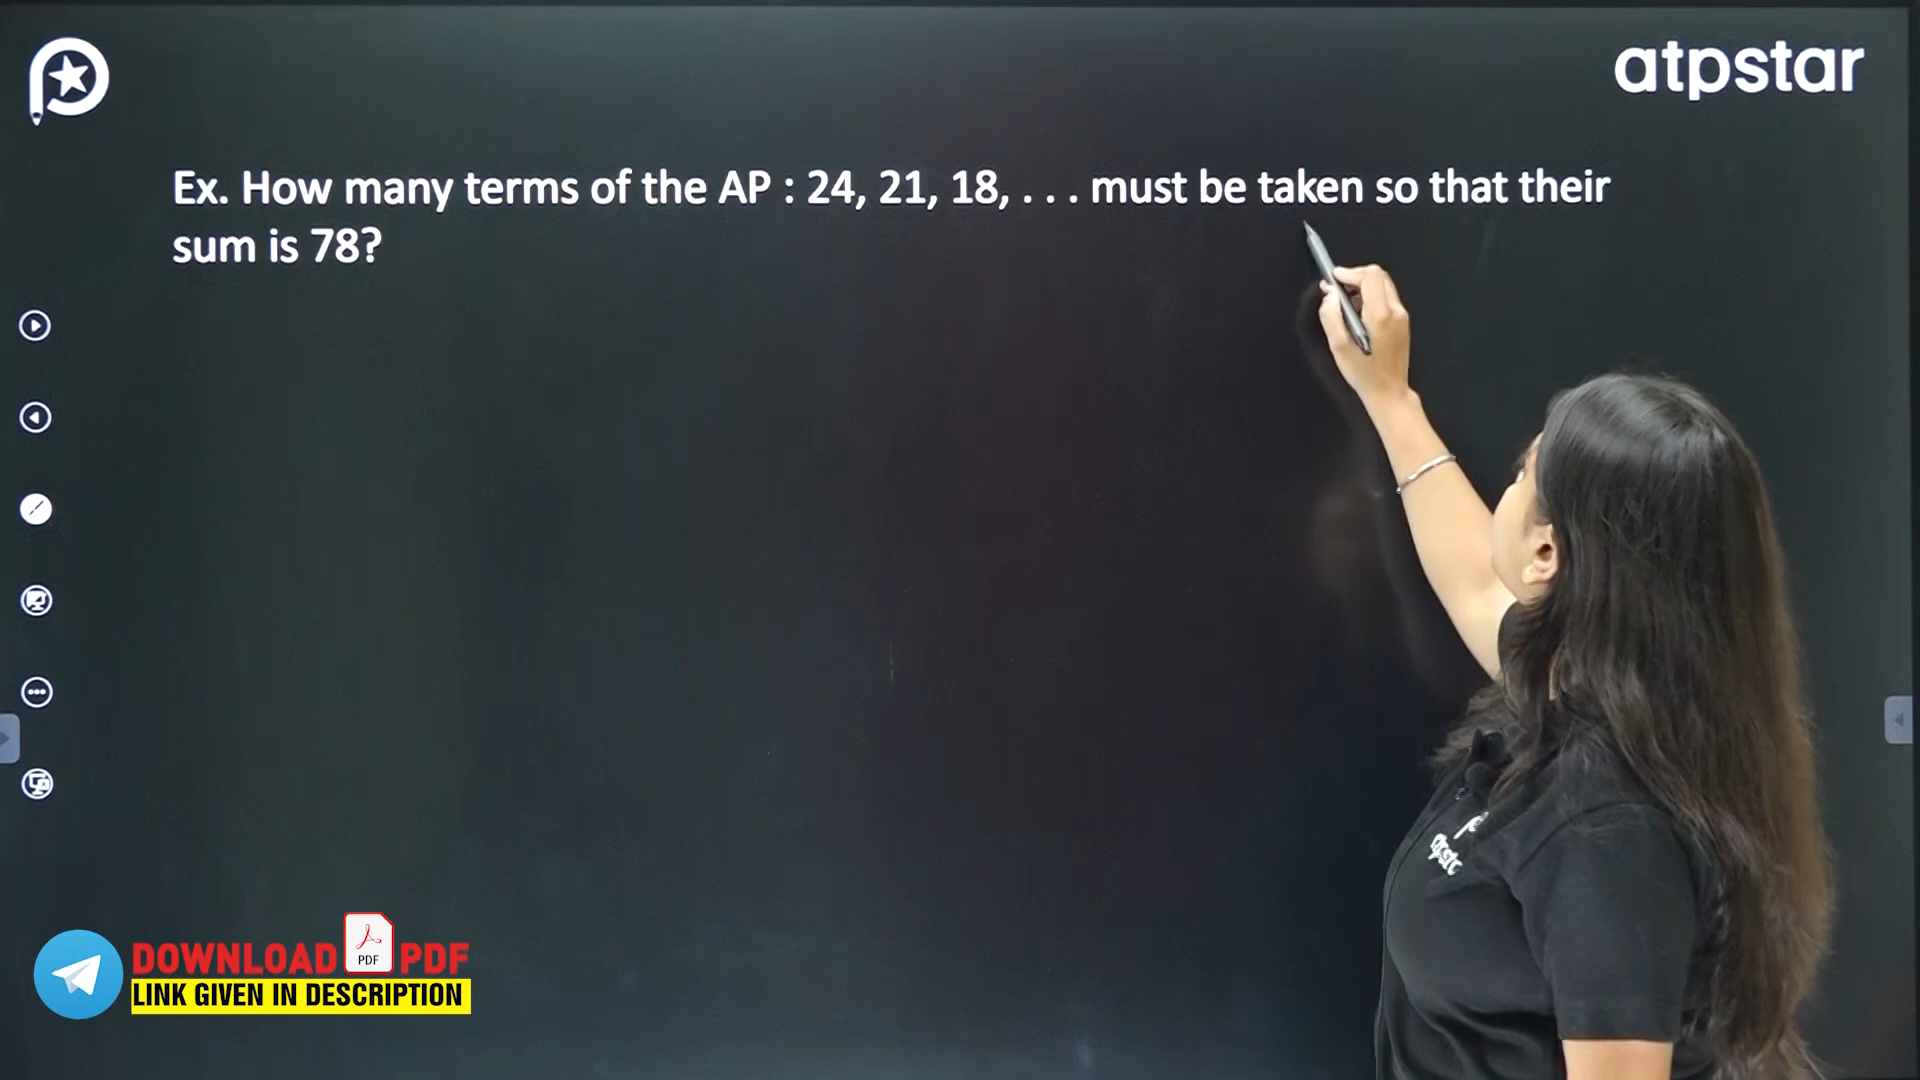 atpstar
Ex. How many terms of the AP : 24, 21, 18, . . . must be taken so that their
sum is 78?
atpstar
DOWNLOAD PDF PDF
LINK GIVEN IN DESCRIPTION